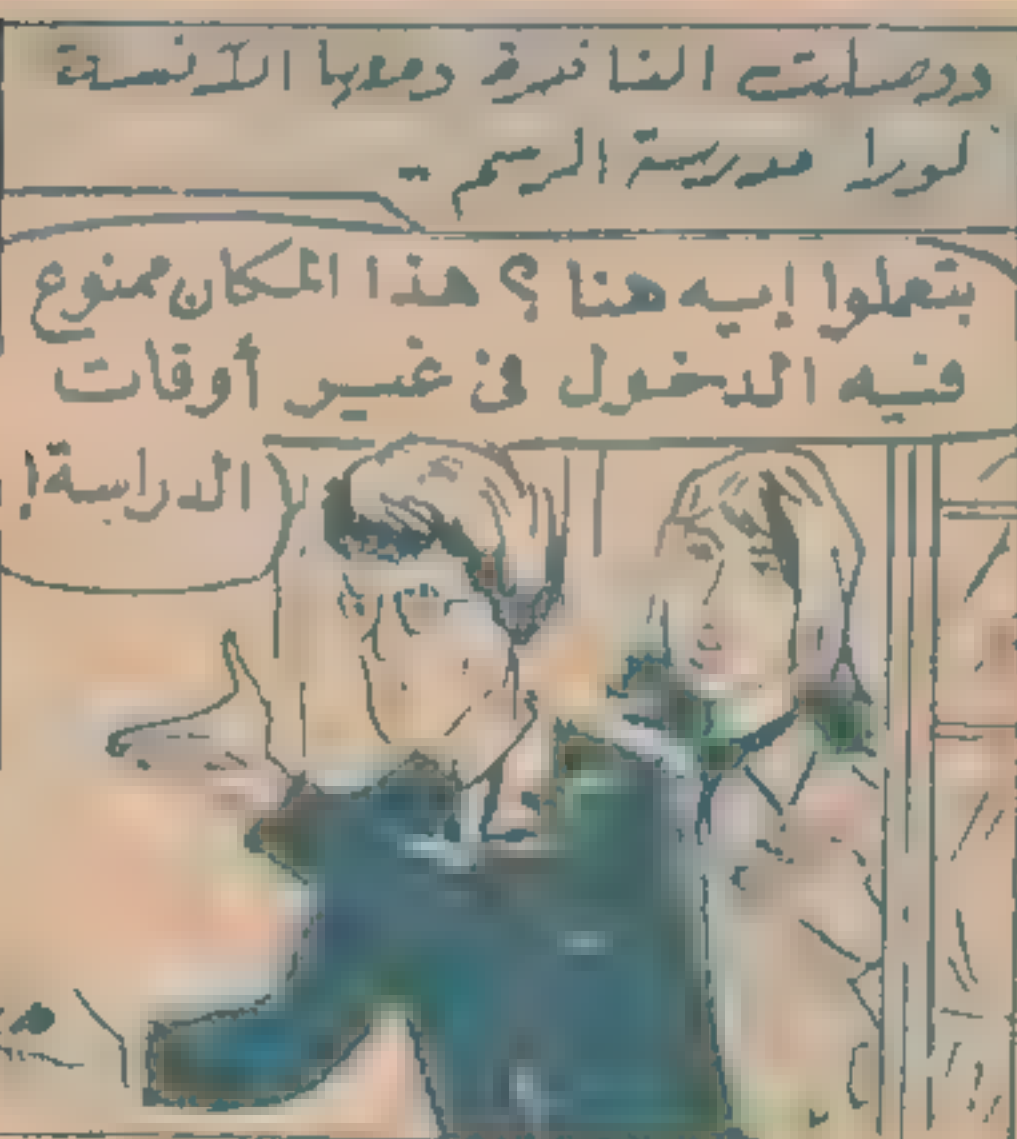 ووصلت الناظرة ومعها الآنسة
لورا مدرسة الرسم -
بتعملوا إيه هنا ؟ هذا المكان ممنوع
فيه الدخول فى غير أوقات
الدراسة !